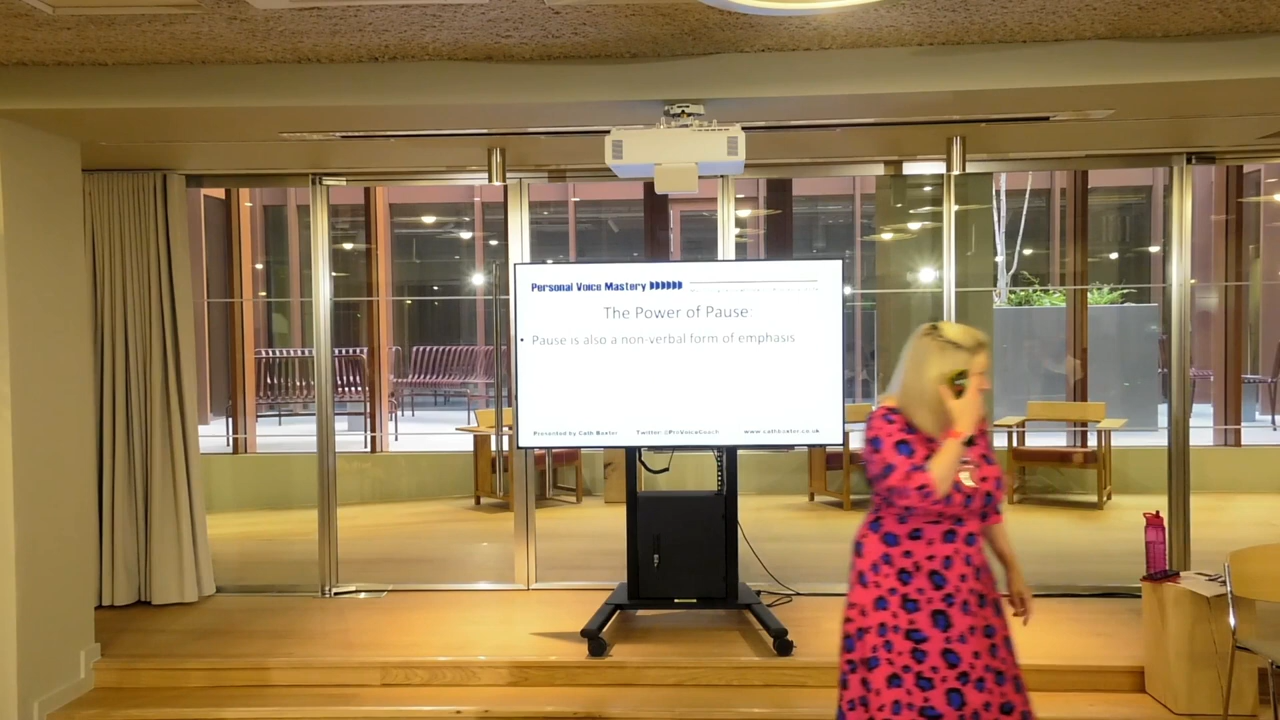 Personal Voice Mastery
The Power of Pause:
• Pause is also a non-verbal form of emphasis
Presented by Cath Baxter Twitter: @ProVoiceCoach www.cathbaxter.co.uk